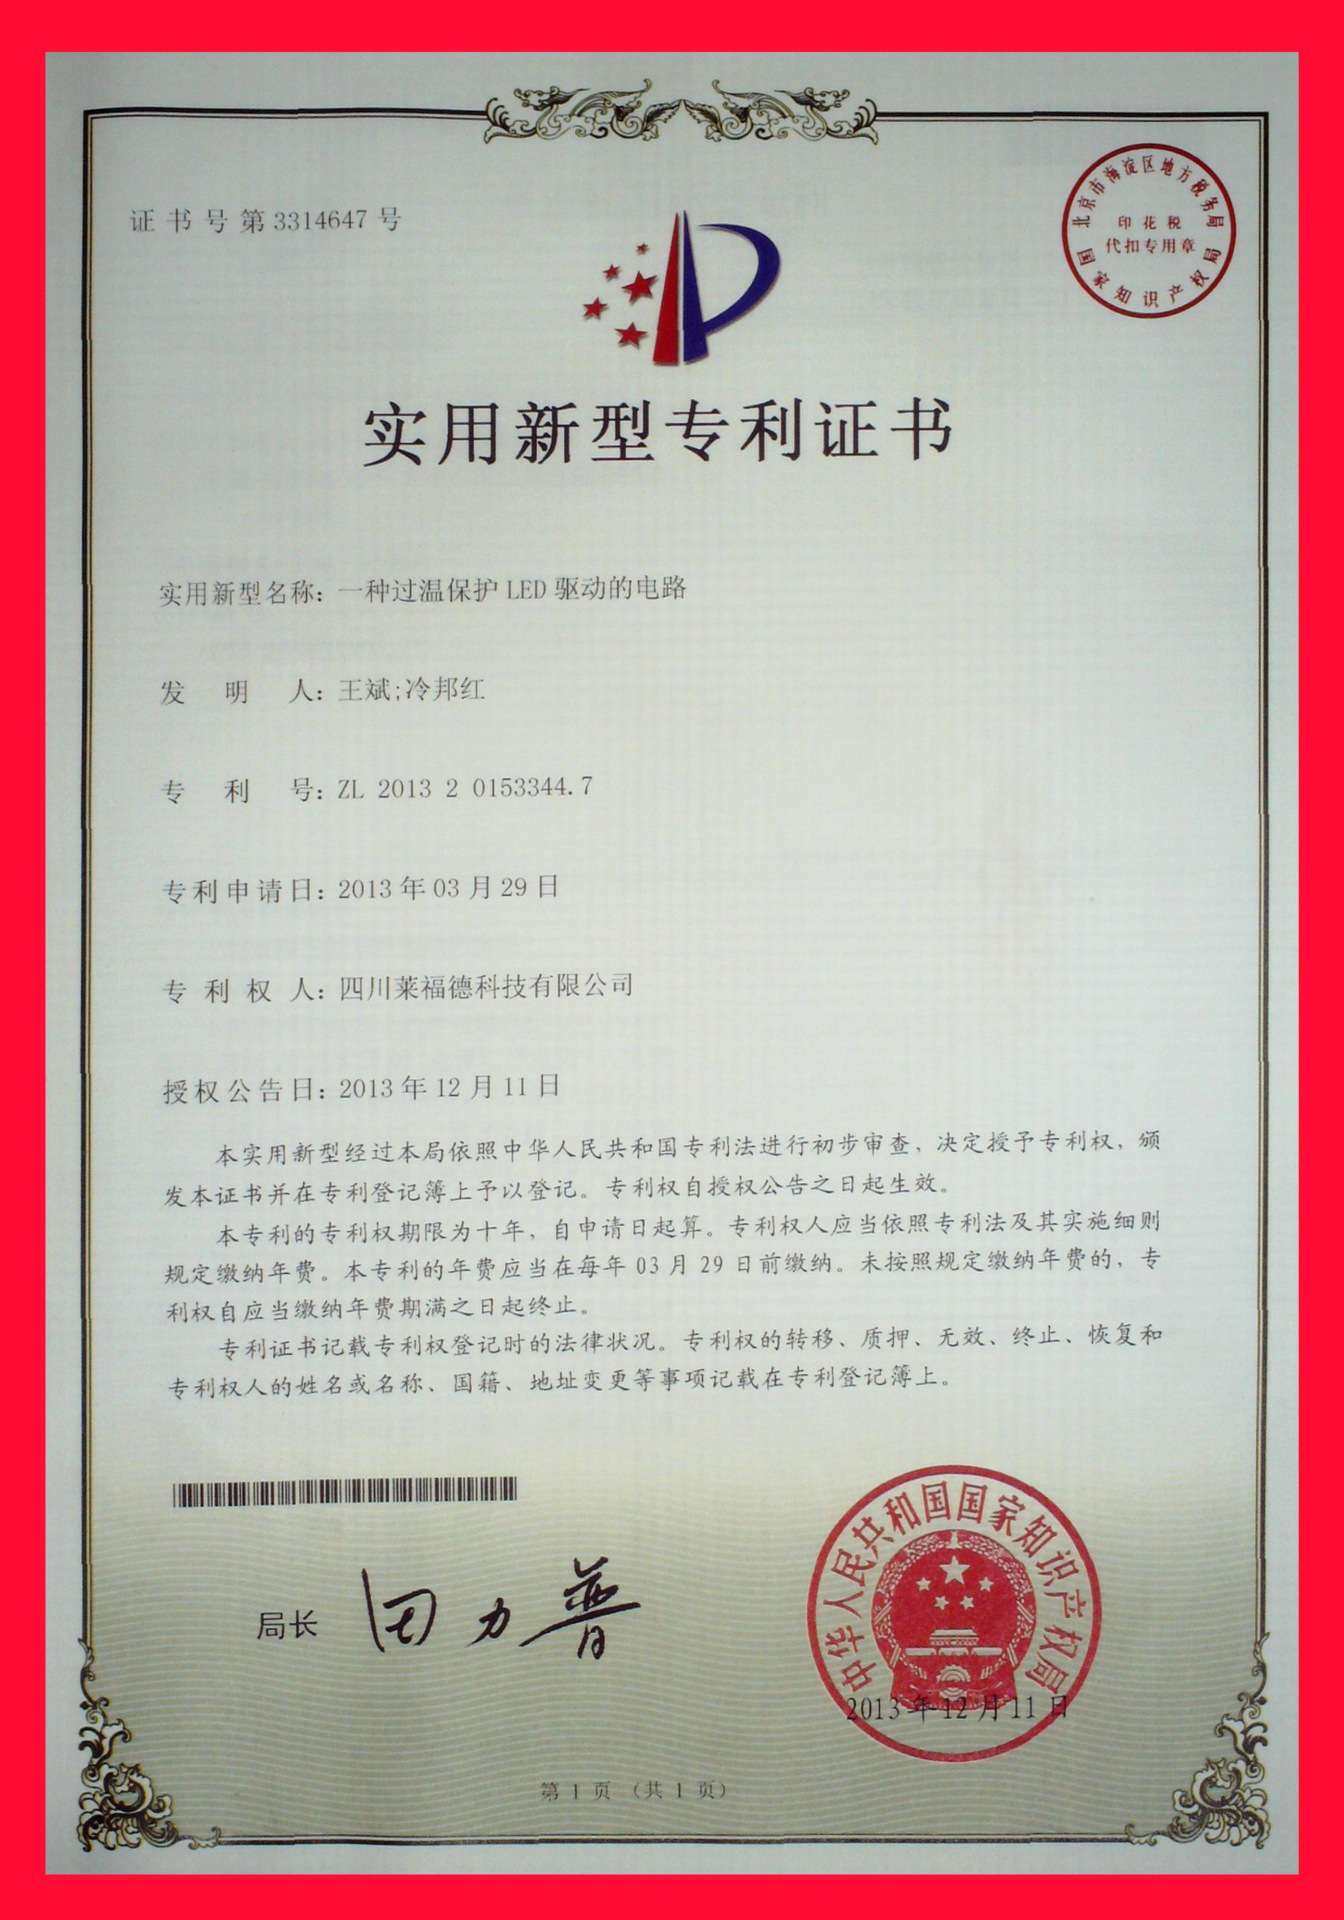 证书号第3314647号
北京市海淀区地方税务局
印花税
代扣专用章
国家知识产权局
实用新型专利证书
实用新型名称：一种过温保护LED驱动的电路
发明人：王斌;冷邦红
专利号：ZL 2013 2 0153344.7
专利申请日：2013年03月29日
专利权人：四川莱福德科技有限公司
授权公告日：2013年12月11日
本实用新型经过本局依照中华人民共和国专利法进行初步审查，决定授予专利权，颁
发本证书并在专利登记簿上予以登记。专利权自授权公告之日起生效。
本专利的专利权期限为十年，自申请日起算。专利权人应当依照专利法及其实施细则
规定缴纳年费。本专利的年费应当在每年03月29日前缴纳。未按照规定缴纳年费的，专
利权自应当缴纳年费期满之日起终止。
专利证书记载专利权登记时的法律状况。专利权的转移、质押、无效、终止、恢复和
专利权人的姓名或名称、国籍、地址变更等事项记载在专利登记簿上。
局长 田力普
中华人民共和国国家知识产权局
2013年12月11日
第1页（共1页）